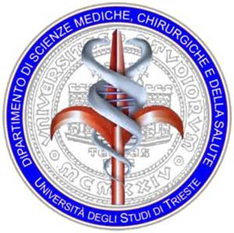 DIPARTIMENTO DI SCIENZE MEDICHE, CHIRURGICHE E DELLA SALUTE
UNIVERSITÀ DEGLI STUDI DI TRIESTE
MCMXXIV